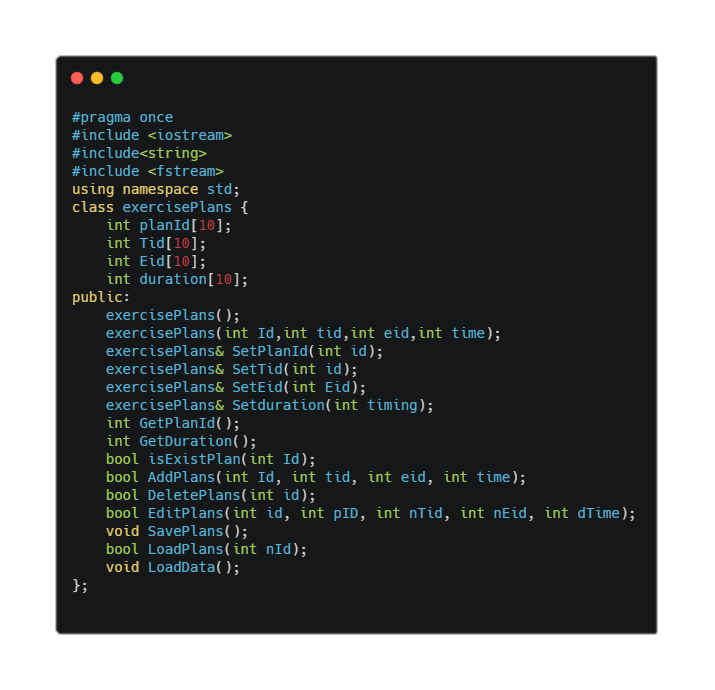 #pragma once
#include <iostream>
#include<string>
#include <fstream>
using namespace std;
class exercisePlans {
    int planId[10];
    int Tid[10];
    int Eid[10];
    int duration[10];
public:
    exercisePlans();
    exercisePlans(int Id,int tid,int eid,int time);
    exercisePlans& SetPlanId(int id);
    exercisePlans& SetTid(int id);
    exercisePlans& SetEid(int Eid);
    exercisePlans& Setduration(int timing);
    int GetPlanId();
    int GetDuration();
    bool isExistPlan(int Id);
    bool AddPlans(int Id, int tid, int eid, int time);
    bool DeletePlans(int id);
    bool EditPlans(int id, int pID, int nTid, int nEid, int dTime);
    void SavePlans();
    bool LoadPlans(int nId);
    void LoadData();
};